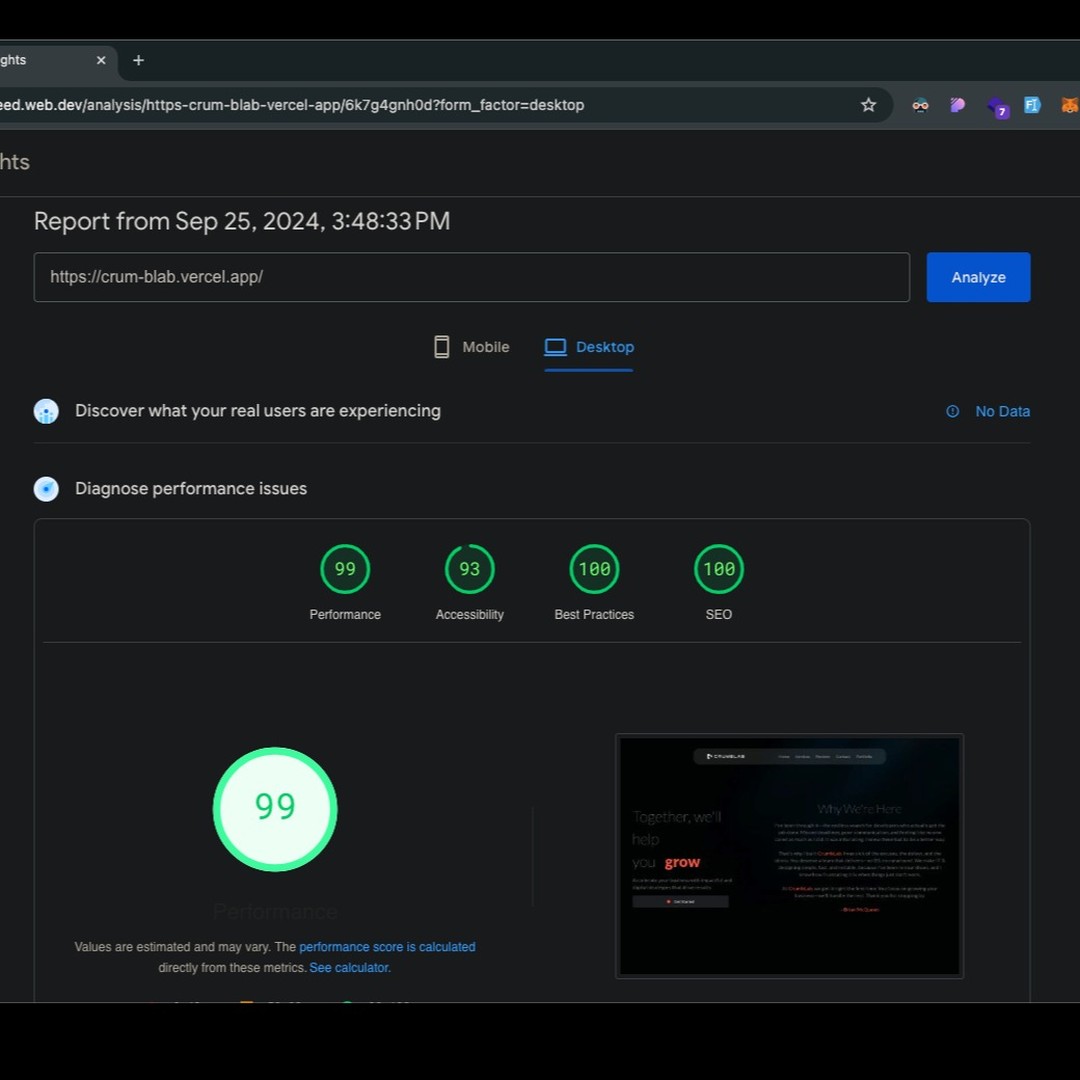 ghts
eed.web.dev/analysis/https-crum-blab-vercel-app/6k7g4gnh0d?form_factor=desktop
7
hts
Report from Sep 25, 2024, 3:48:33 PM
https://crum-blab.vercel.app/
Analyze
Mobile
Desktop
Discover what your real users are experiencing
No Data
Diagnose performance issues
99
93
100
100
Performance
Accessibility
Best Practices
SEO
99
Performance
Values are estimated and may vary. The performance score is calculated
directly from these metrics. See calculator.
CRUMBLAB
Together, we'll
help
you grow
Get Started
Why We're Here